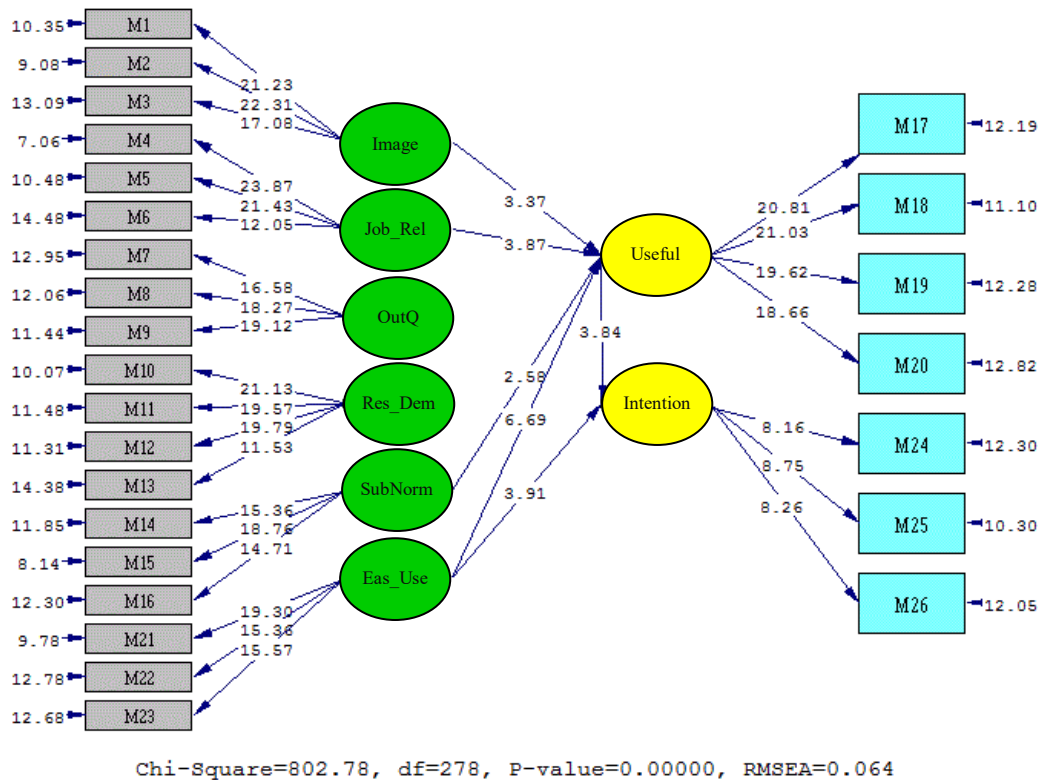 10.35 M1
9.08 M2
13.09 M3
7.06 M4
10.48 M5
14.48 M6
12.95 M7
12.06 M8
11.44 M9
10.07 M10
11.48 M11
11.31 M12
14.38 M13
11.85 M14
8.14 M15
12.30 M16
9.78 M21
12.78 M22
12.68 M23
21.23
22.31
17.08
23.87
21.43
12.05
16.58
18.27
19.12
21.13
19.57
19.79
11.53
15.36
18.76
14.71
19.30
15.36
15.57
Image
Job_Rel
OutQ
Res_Dem
SubNorm
Eas_Use
3.37
3.87
2.58
6.69
3.91
3.84
Useful
Intention
20.81
21.03
19.62
18.66
8.16
8.75
8.26
M17 12.19
M18 11.10
M19 12.28
M20 12.82
M24 12.30
M25 10.30
M26 12.05
Chi-Square=802.78, df=278, P-value=0.00000, RMSEA=0.064